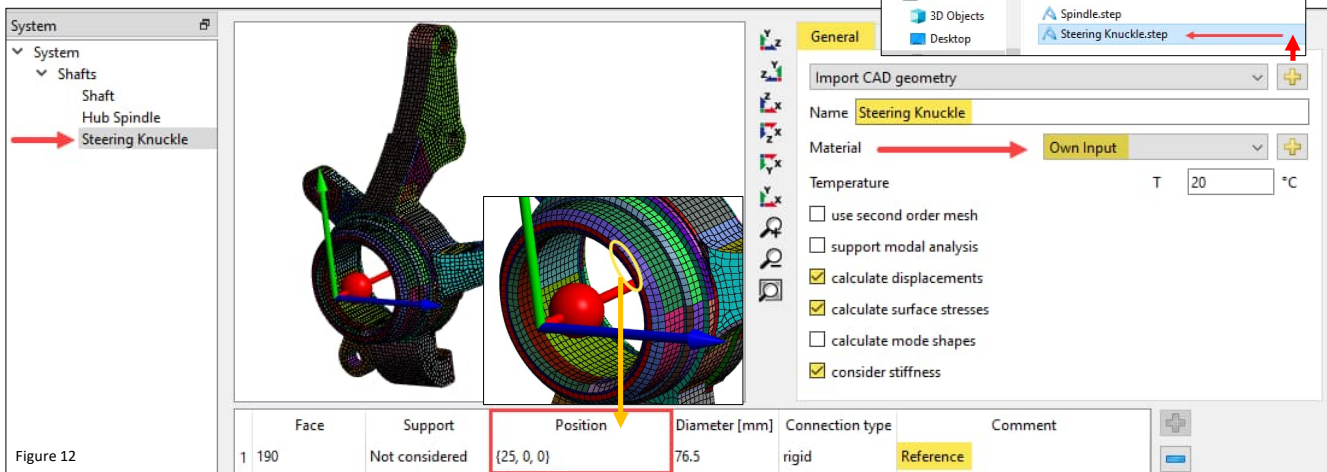 3D Objects
Desktop
Spindle.step
Steering Knuckle.step
System
System
Shafts
Shaft
Hub Spindle
Steering Knuckle
Y
Z
Z
Y
Z
X
Z
X
Y
X
Y
X
General
Import CAD geometry
Name Steering Knuckle
Material Own Input
Temperature T 20 °C
use second order mesh
support modal analysis
calculate displacements
calculate surface stresses
calculate mode shapes
consider stiffness
Face Support Position Diameter [mm] Connection type Comment
1 190 Not considered {25, 0, 0} 76.5 rigid Reference
Figure 12